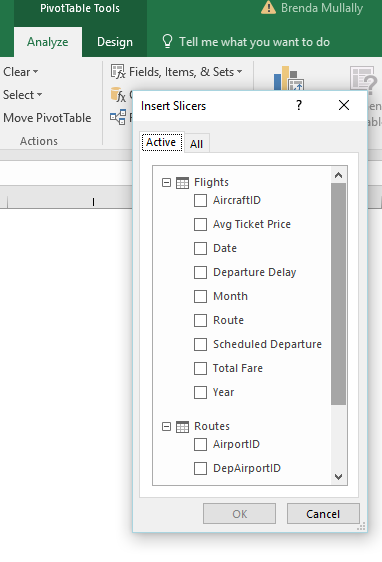 PivotTable Tools
Brenda Mullally
Analyze Design Tell me what you want to do
Clear Fields, Items, & Sets
Select
Move PivotTable
Actions
Insert Slicers ?
Active All
Flights
AircraftID
Avg Ticket Price
Date
Departure Delay
Month
Route
Scheduled Departure
Total Fare
Year
Routes
AirportID
DepAirportID
OK Cancel